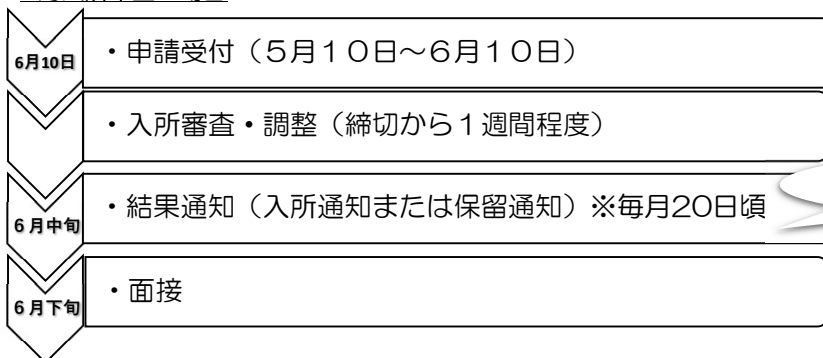 6月10日
・申請受付（５月１０日～６月１０日）
・入所審査・調整（締切から１週間程度）
６月中旬
・結果通知（入所通知または保留通知）※毎月20日頃
６月下旬
・面接